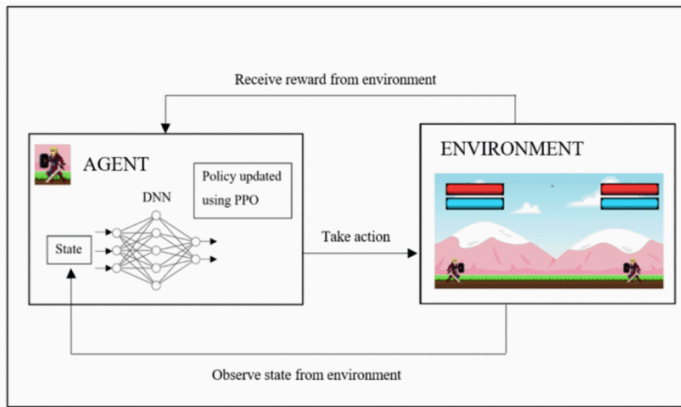 Receive reward from environment
AGENT
ENVIRONMENT
DNN
Policy updated
using PPO
State
Take action
Observe state from environment